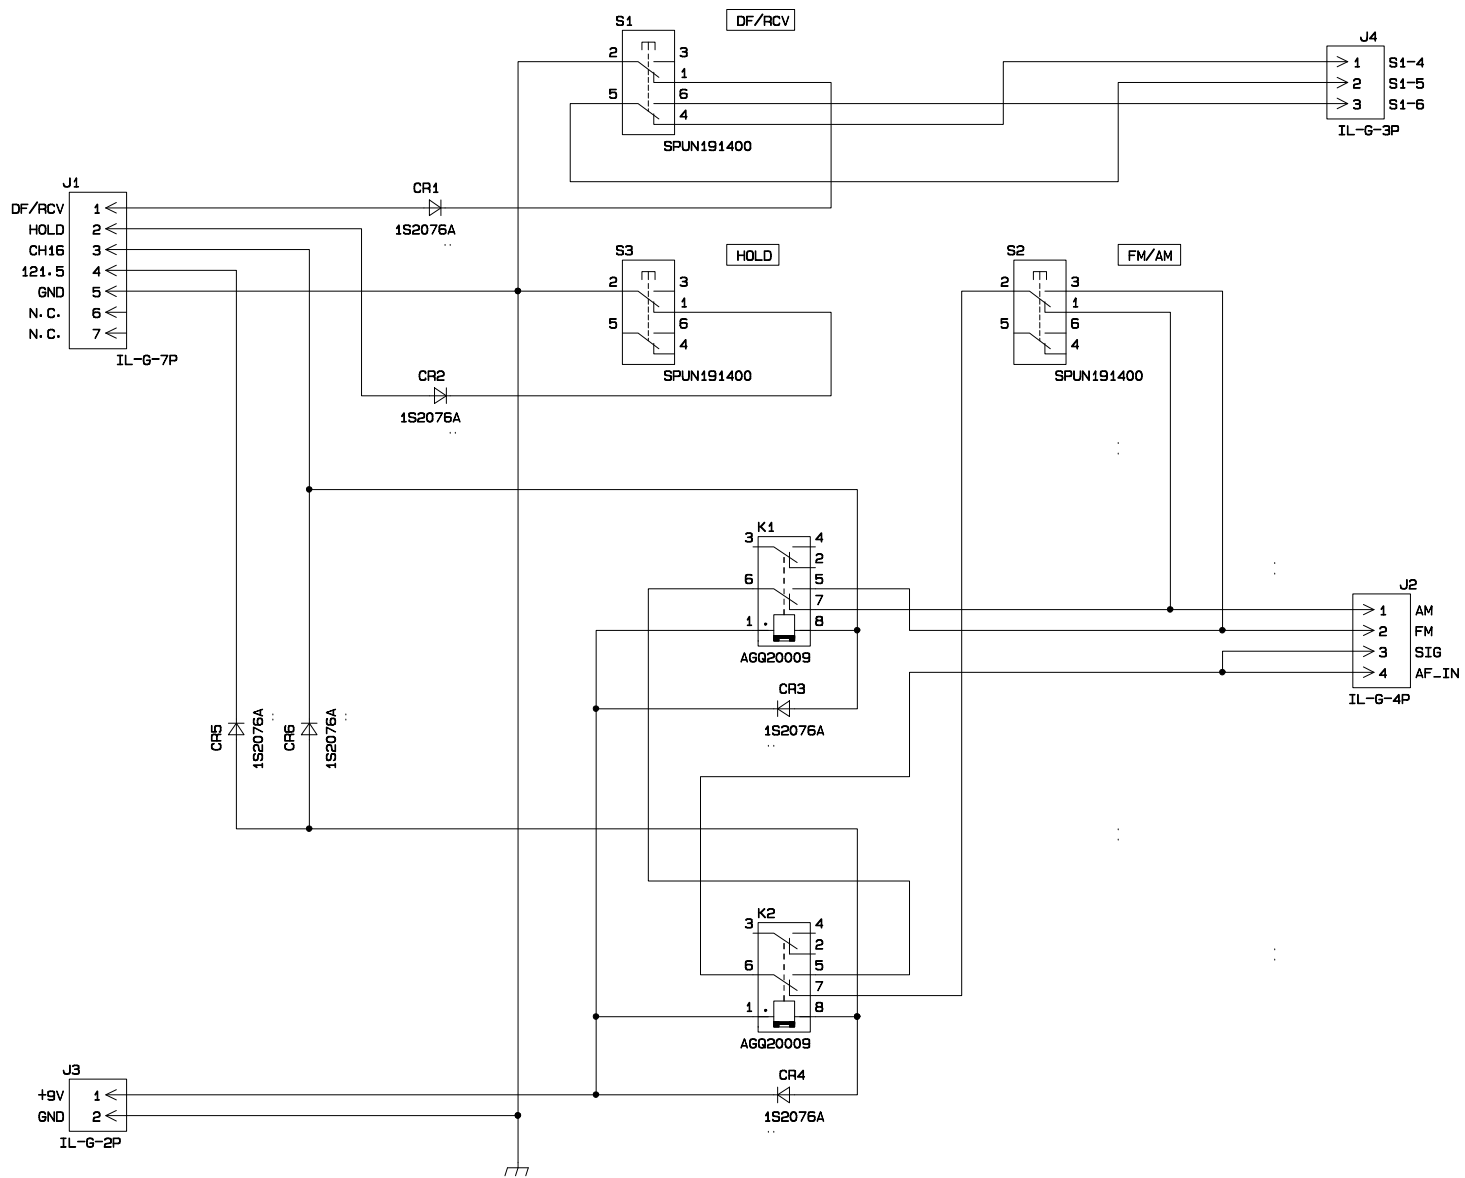 S1
DF/RCV
2
3
1
5
6
4
SPUN191400
J4
1 S1-4
2 S1-5
3 S1-6
IL-G-3P
J1
DF/RCV 1
HOLD 2
CH16 3
121.5 4
GND 5
N.C. 6
N.C. 7
IL-G-7P
CR1
1S2076A
S3
HOLD
2
3
1
5
6
4
SPUN191400
S2
FM/AM
2
3
1
5
6
4
SPUN191400
CR2
1S2076A
K1
3
4
2
6
5
7
1
8
AGQ20009
J2
1 AM
2 FM
3 SIG
4 AF_IN
IL-G-4P
CR3
1S2076A
CR5
1S2076A
CR6
1S2076A
K2
3
4
2
6
5
7
1
8
AGQ20009
CR4
1S2076A
J3
+9V 1
GND 2
IL-G-2P